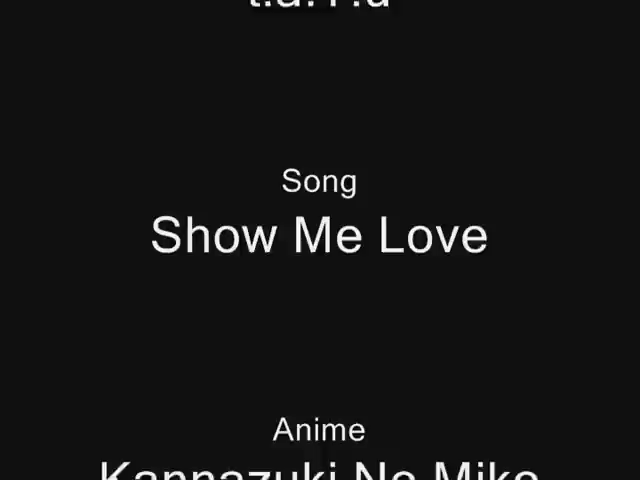 t.a.T.u
Song
Show Me Love
Anime
Kannazuki No Miko